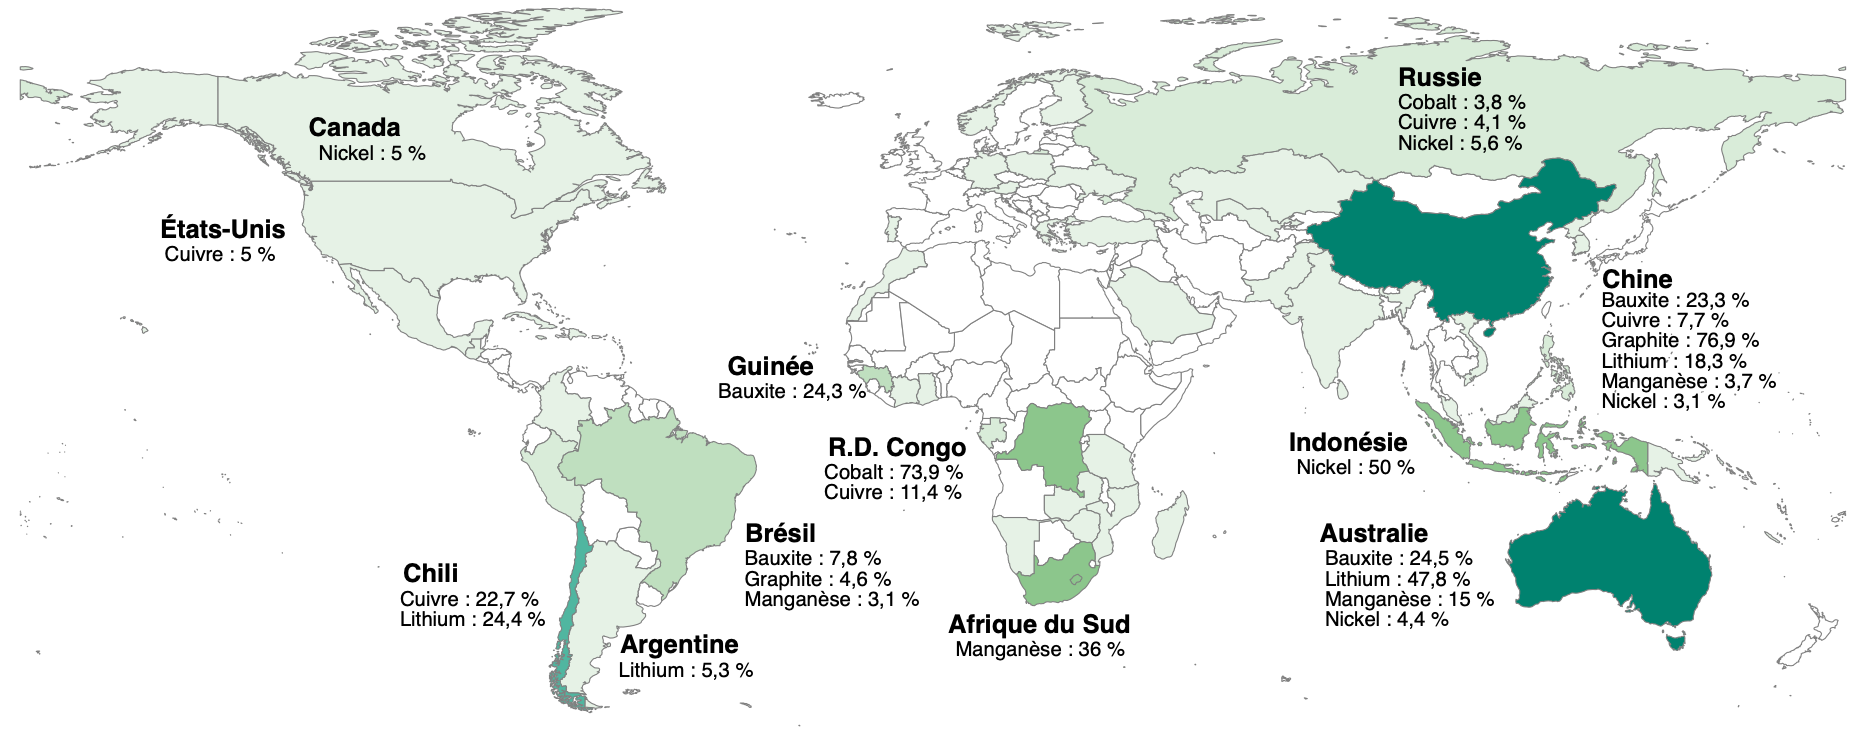 Canada
Nickel : 5 %
États-Unis
Cuivre : 5 %
Russie
Cobalt : 3,8 %
Cuivre : 4,1 %
Nickel : 5,6 %
Chine
Bauxite : 23,3 %
Cuivre : 7,7 %
Graphite : 76,9 %
Lithium : 18,3 %
Manganèse : 3,7 %
Nickel : 3,1 %
Guinée
Bauxite : 24,3 %
R.D. Congo
Cobalt : 73,9 %
Cuivre : 11,4 %
Indonésie
Nickel : 50 %
Brésil
Bauxite : 7,8 %
Graphite : 4,6 %
Manganèse : 3,1 %
Australie
Bauxite : 24,5 %
Lithium : 47,8 %
Manganèse : 15 %
Nickel : 4,4 %
Chili
Cuivre : 22,7 %
Lithium : 24,4 %
Argentine
Lithium : 5,3 %
Afrique du Sud
Manganèse : 36 %